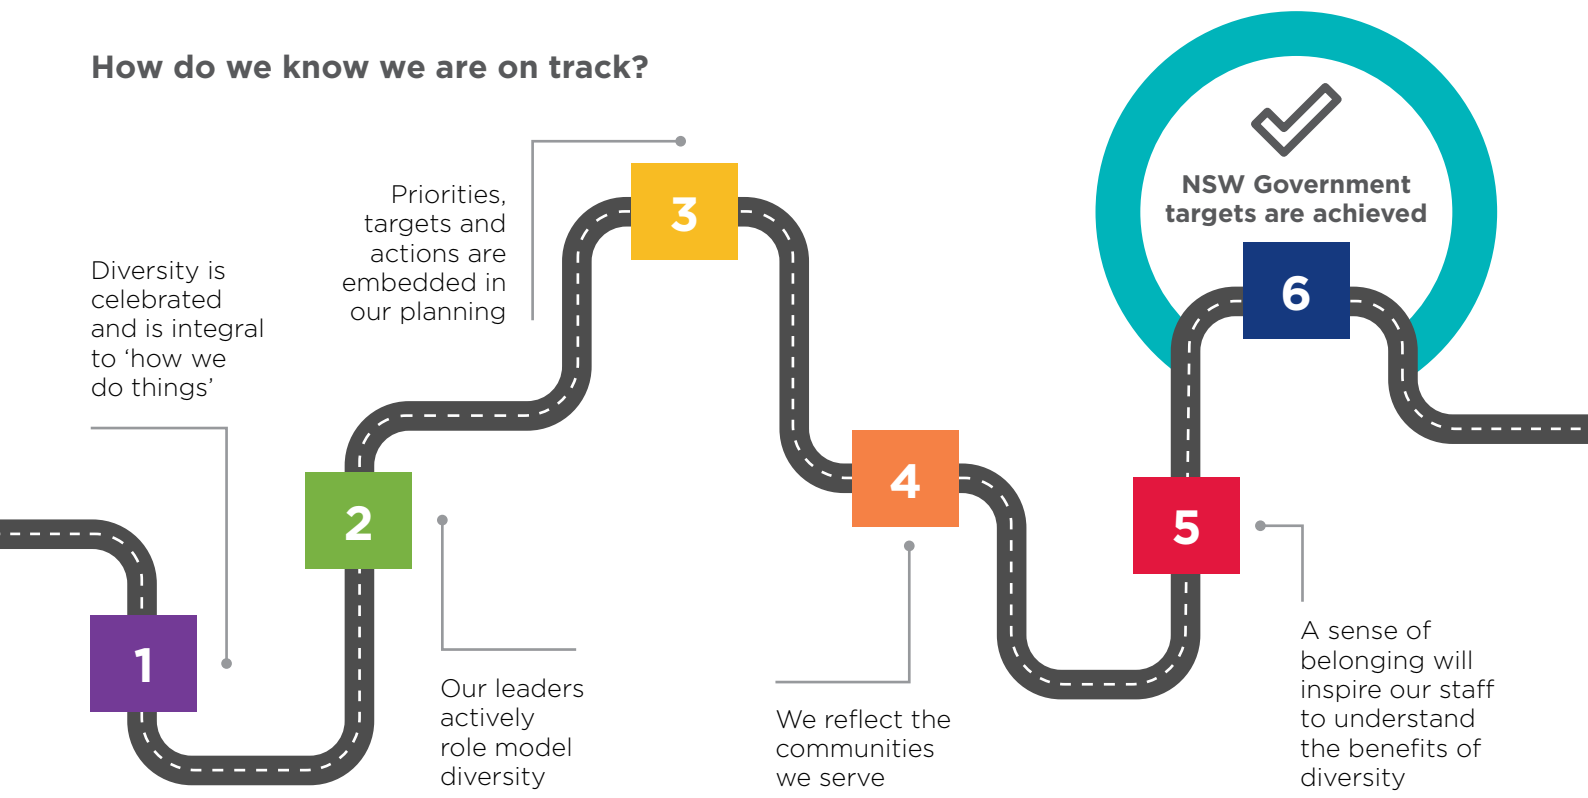 How do we know we are on track?
1
Diversity is
celebrated
and is integral
to ‘how we
do things’
2
Our leaders
actively
role model
diversity
3
Priorities,
targets and
actions are
embedded in
our planning
4
We reflect the
communities
we serve
5
A sense of
belonging will
inspire our staff
to understand
the benefits of
diversity
6
NSW Government
targets are achieved